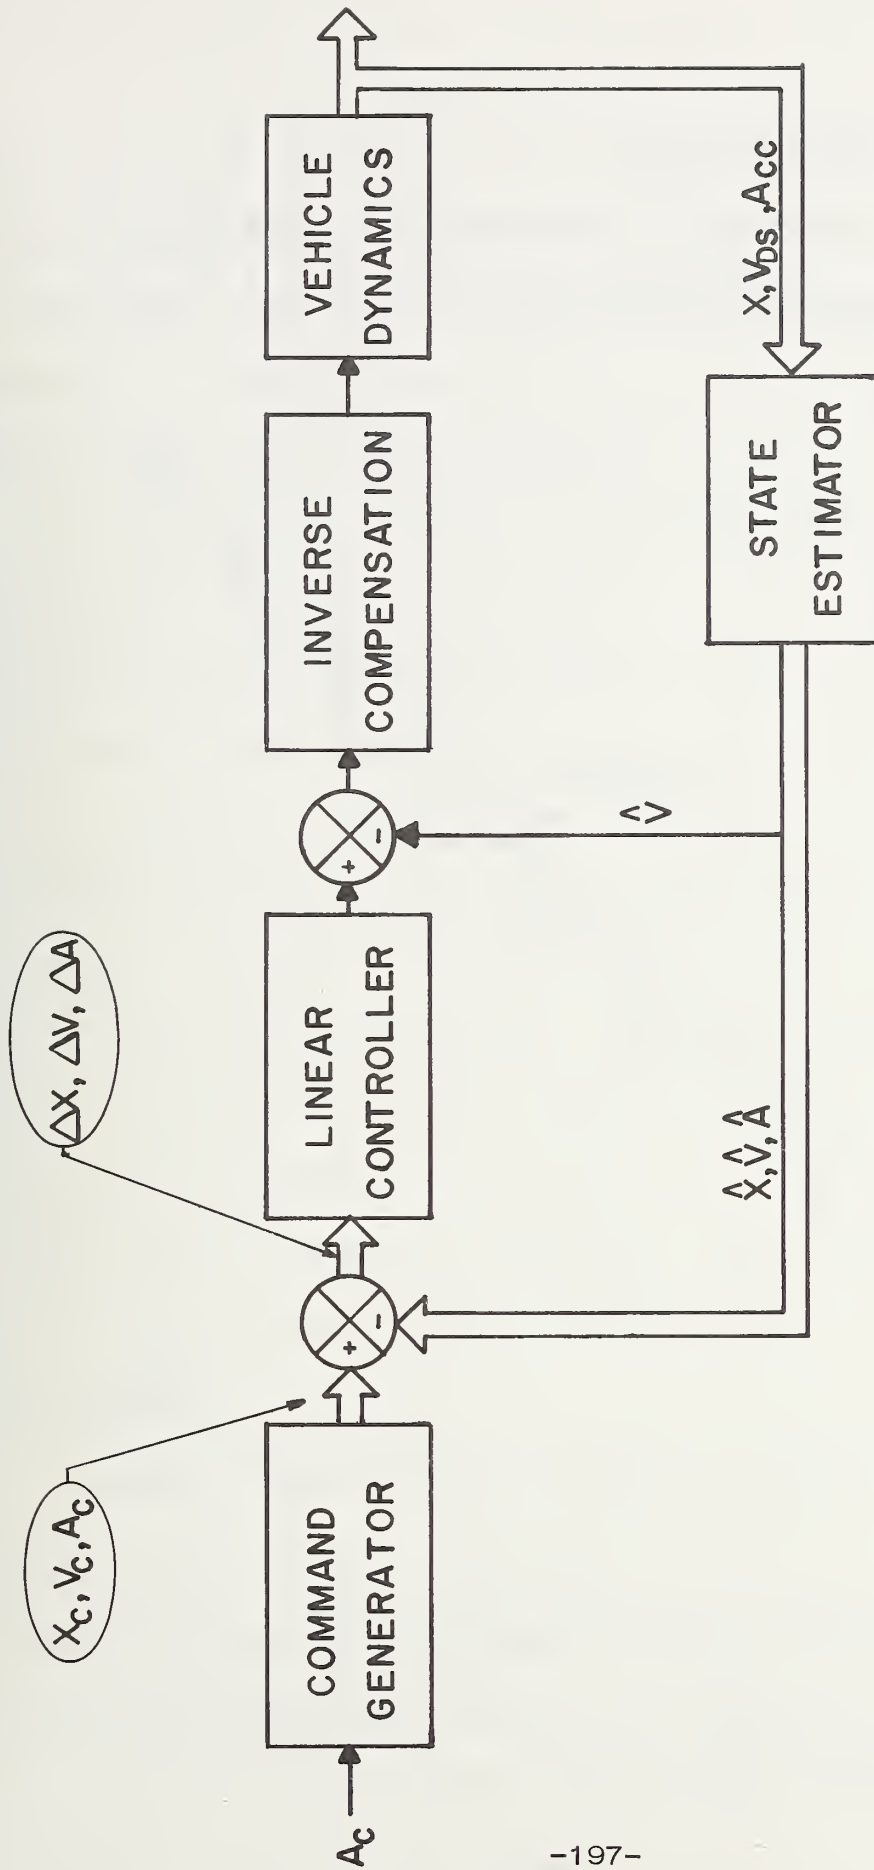 X_C, V_C, A_C
ΔX, ΔV, ΔA
A_C
COMMAND
GENERATOR
+
-
LINEAR
CONTROLLER
+
-
INVERSE
COMPENSATION
VEHICLE
DYNAMICS
X̂, V̂, Â
V̂
STATE
ESTIMATOR
X, V_DS, A_CC
-197-